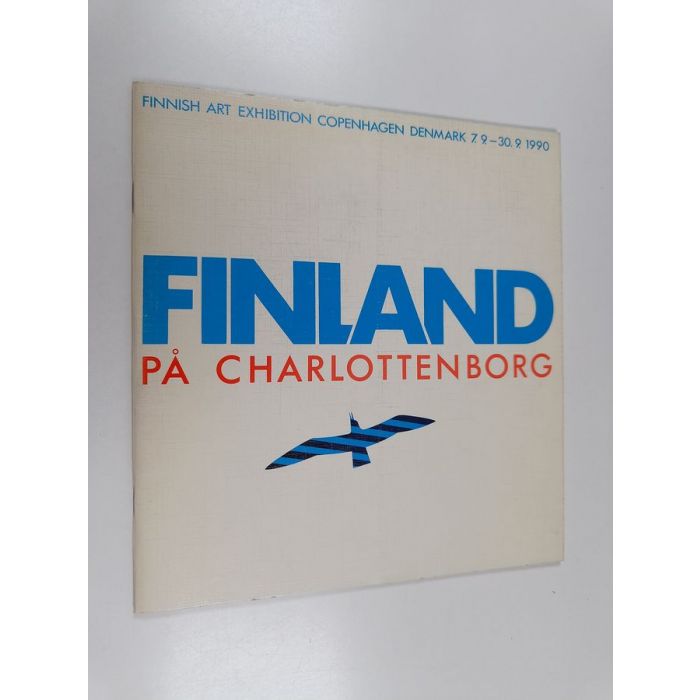 FINNISH ART EXHIBITION COPENHAGEN DENMARK 7.9.–30.9.1990
FINLAND
PÅ CHARLOTTENBORG